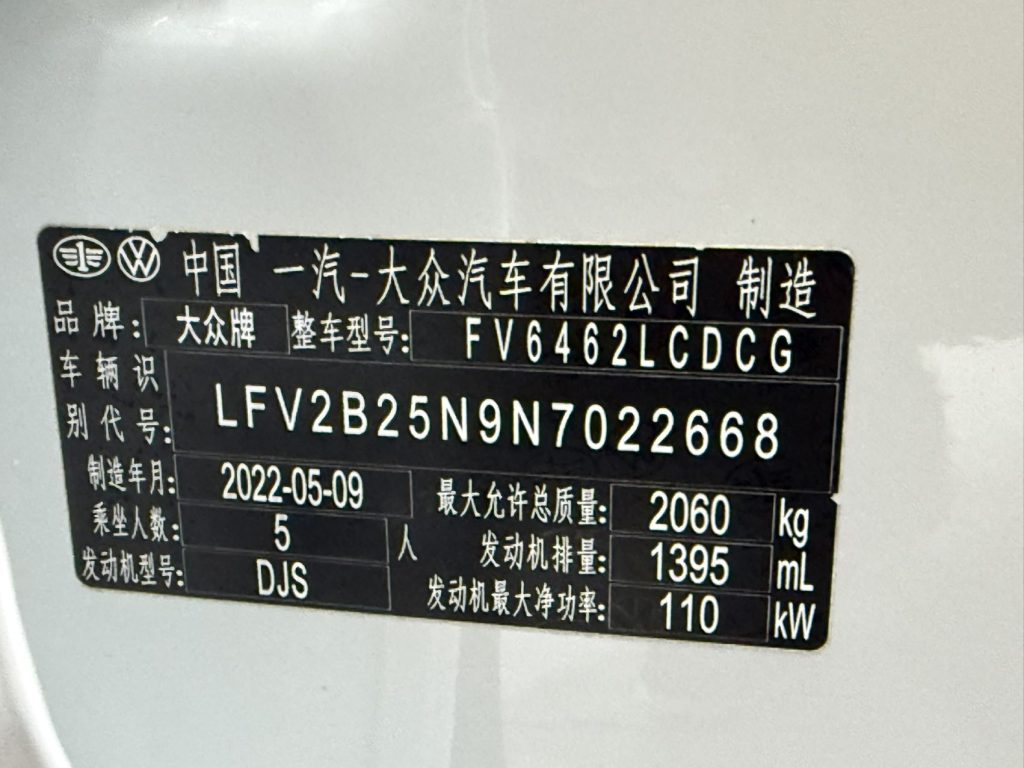 中国 一汽-大众汽车有限公司 制造
品牌: 大众牌 整车型号: FV6462LCDCG
车辆识别代号: LFV2B25N9N7022668
制造年月: 2022-05-09 最大允许总质量: 2060 kg
乘坐人数: 5 人 发动机排量: 1395 mL
发动机型号: DJS 发动机最大净功率: 110 kW